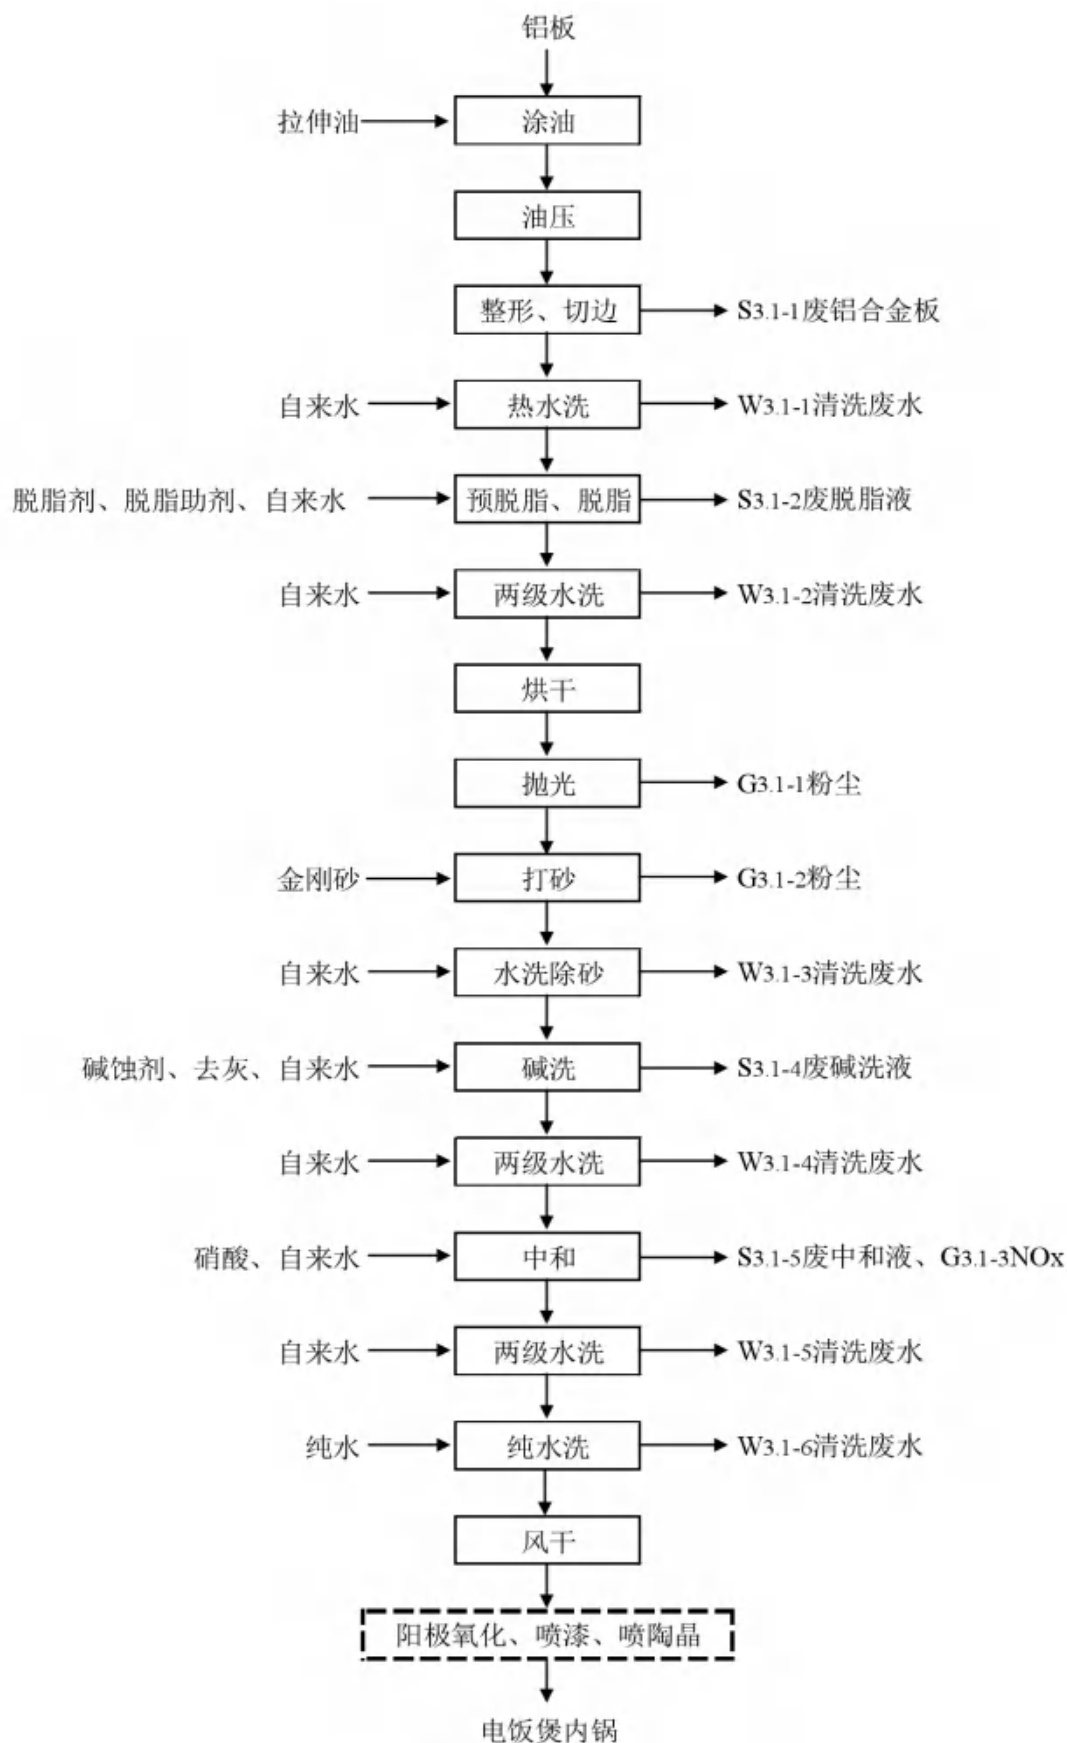 铝板
拉伸油 涂油
油压
整形、切边 S3.1-1废铝合金板
自来水 热水洗 W3.1-1清洗废水
脱脂剂、脱脂助剂、自来水 预脱脂、脱脂 S3.1-2废脱脂液
自来水 两级水洗 W3.1-2清洗废水
烘干
抛光 G3.1-1粉尘
金刚砂 打砂 G3.1-2粉尘
自来水 水洗除砂 W3.1-3清洗废水
碱蚀剂、去灰、自来水 碱洗 S3.1-4废碱洗液
自来水 两级水洗 W3.1-4清洗废水
硝酸、自来水 中和 S3.1-5废中和液、G3.1-3NOx
自来水 两级水洗 W3.1-5清洗废水
纯水 纯水洗 W3.1-6清洗废水
风干
阳极氧化、喷漆、喷陶晶
电饭煲内锅